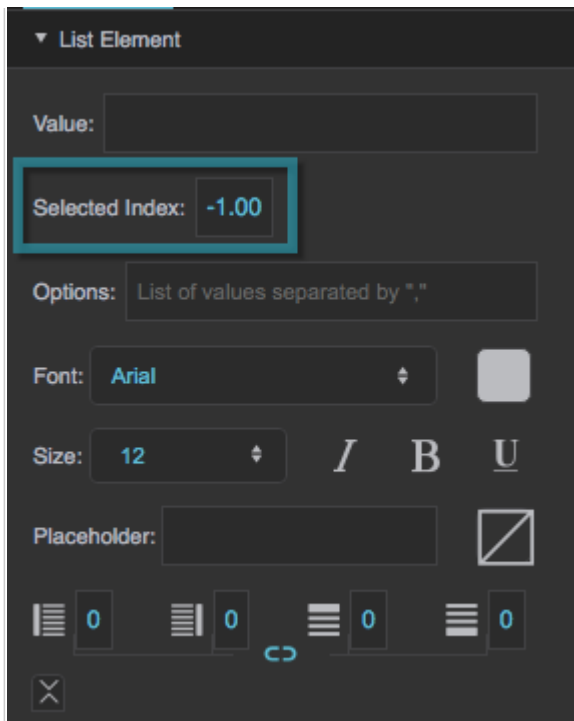 List Element
Value:
Selected Index: -1.00
Options: List of values separated by ","
Font: Arial
Size: 12 I B U
Placeholder:
0 0 0 0